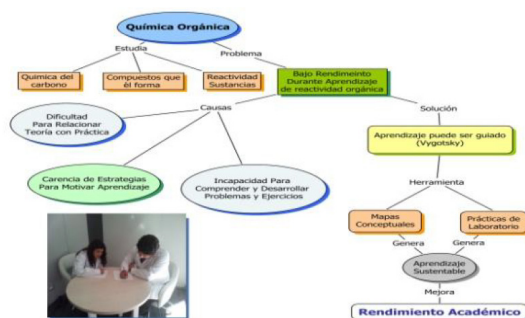 Química Orgánica
Estudia
Problema
Quimica del
carbono
Compuestos que
él forma
Reactividad
Sustancias
Bajo Rendimeinto
Durante Aprendizaje
de reactividad orgánica
Causas
Solución
Dificultad
Para Relacionar
Teoría con Práctica
Aprendizaje puede ser guiado
(Vygotsky)
Carencia de Estrategias
Para Motivar Aprendizaje
Incapacidad Para
Comprender y Desarrollar
Problemas y Ejercicios
Herramienta
Mapas
Conceptuales
Prácticas de
Laboratorio
Genera
Genera
Aprendizaje
Sustentable
Mejora
Rendimiento Académico